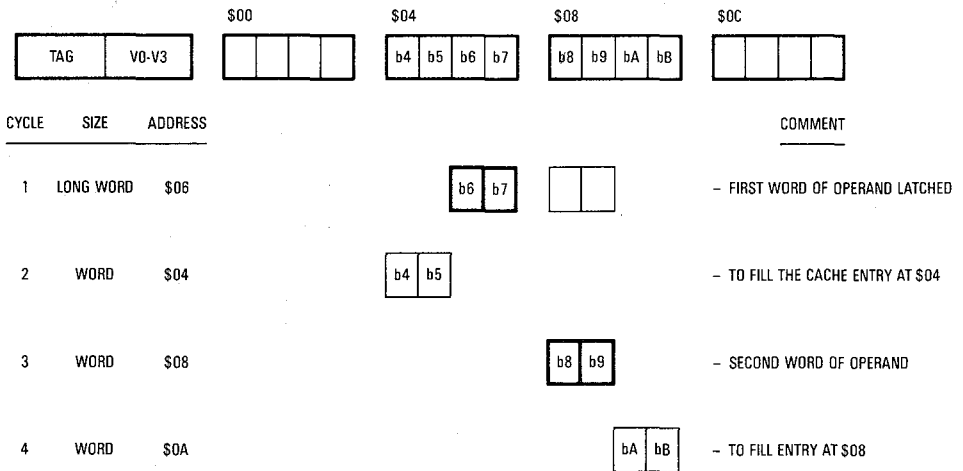 $00 $04 $08 $0C
TAG V0-V3 b4 b5 b6 b7 b8 b9 bA bB
CYCLE SIZE ADDRESS COMMENT
1 LONG WORD $06 b6 b7 – FIRST WORD OF OPERAND LATCHED
2 WORD $04 b4 b5 – TO FILL THE CACHE ENTRY AT $04
3 WORD $08 b8 b9 – SECOND WORD OF OPERAND
4 WORD $0A bA bB – TO FILL ENTRY AT $08